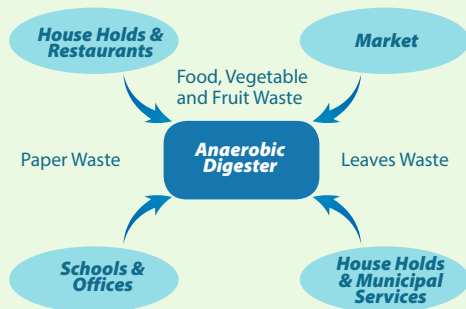 House Holds &
Restaurants
Market
Food, Vegetable
and Fruit Waste
Paper Waste
Anaerobic
Digester
Leaves Waste
Schools &
Offices
House Holds
& Municipal
Services